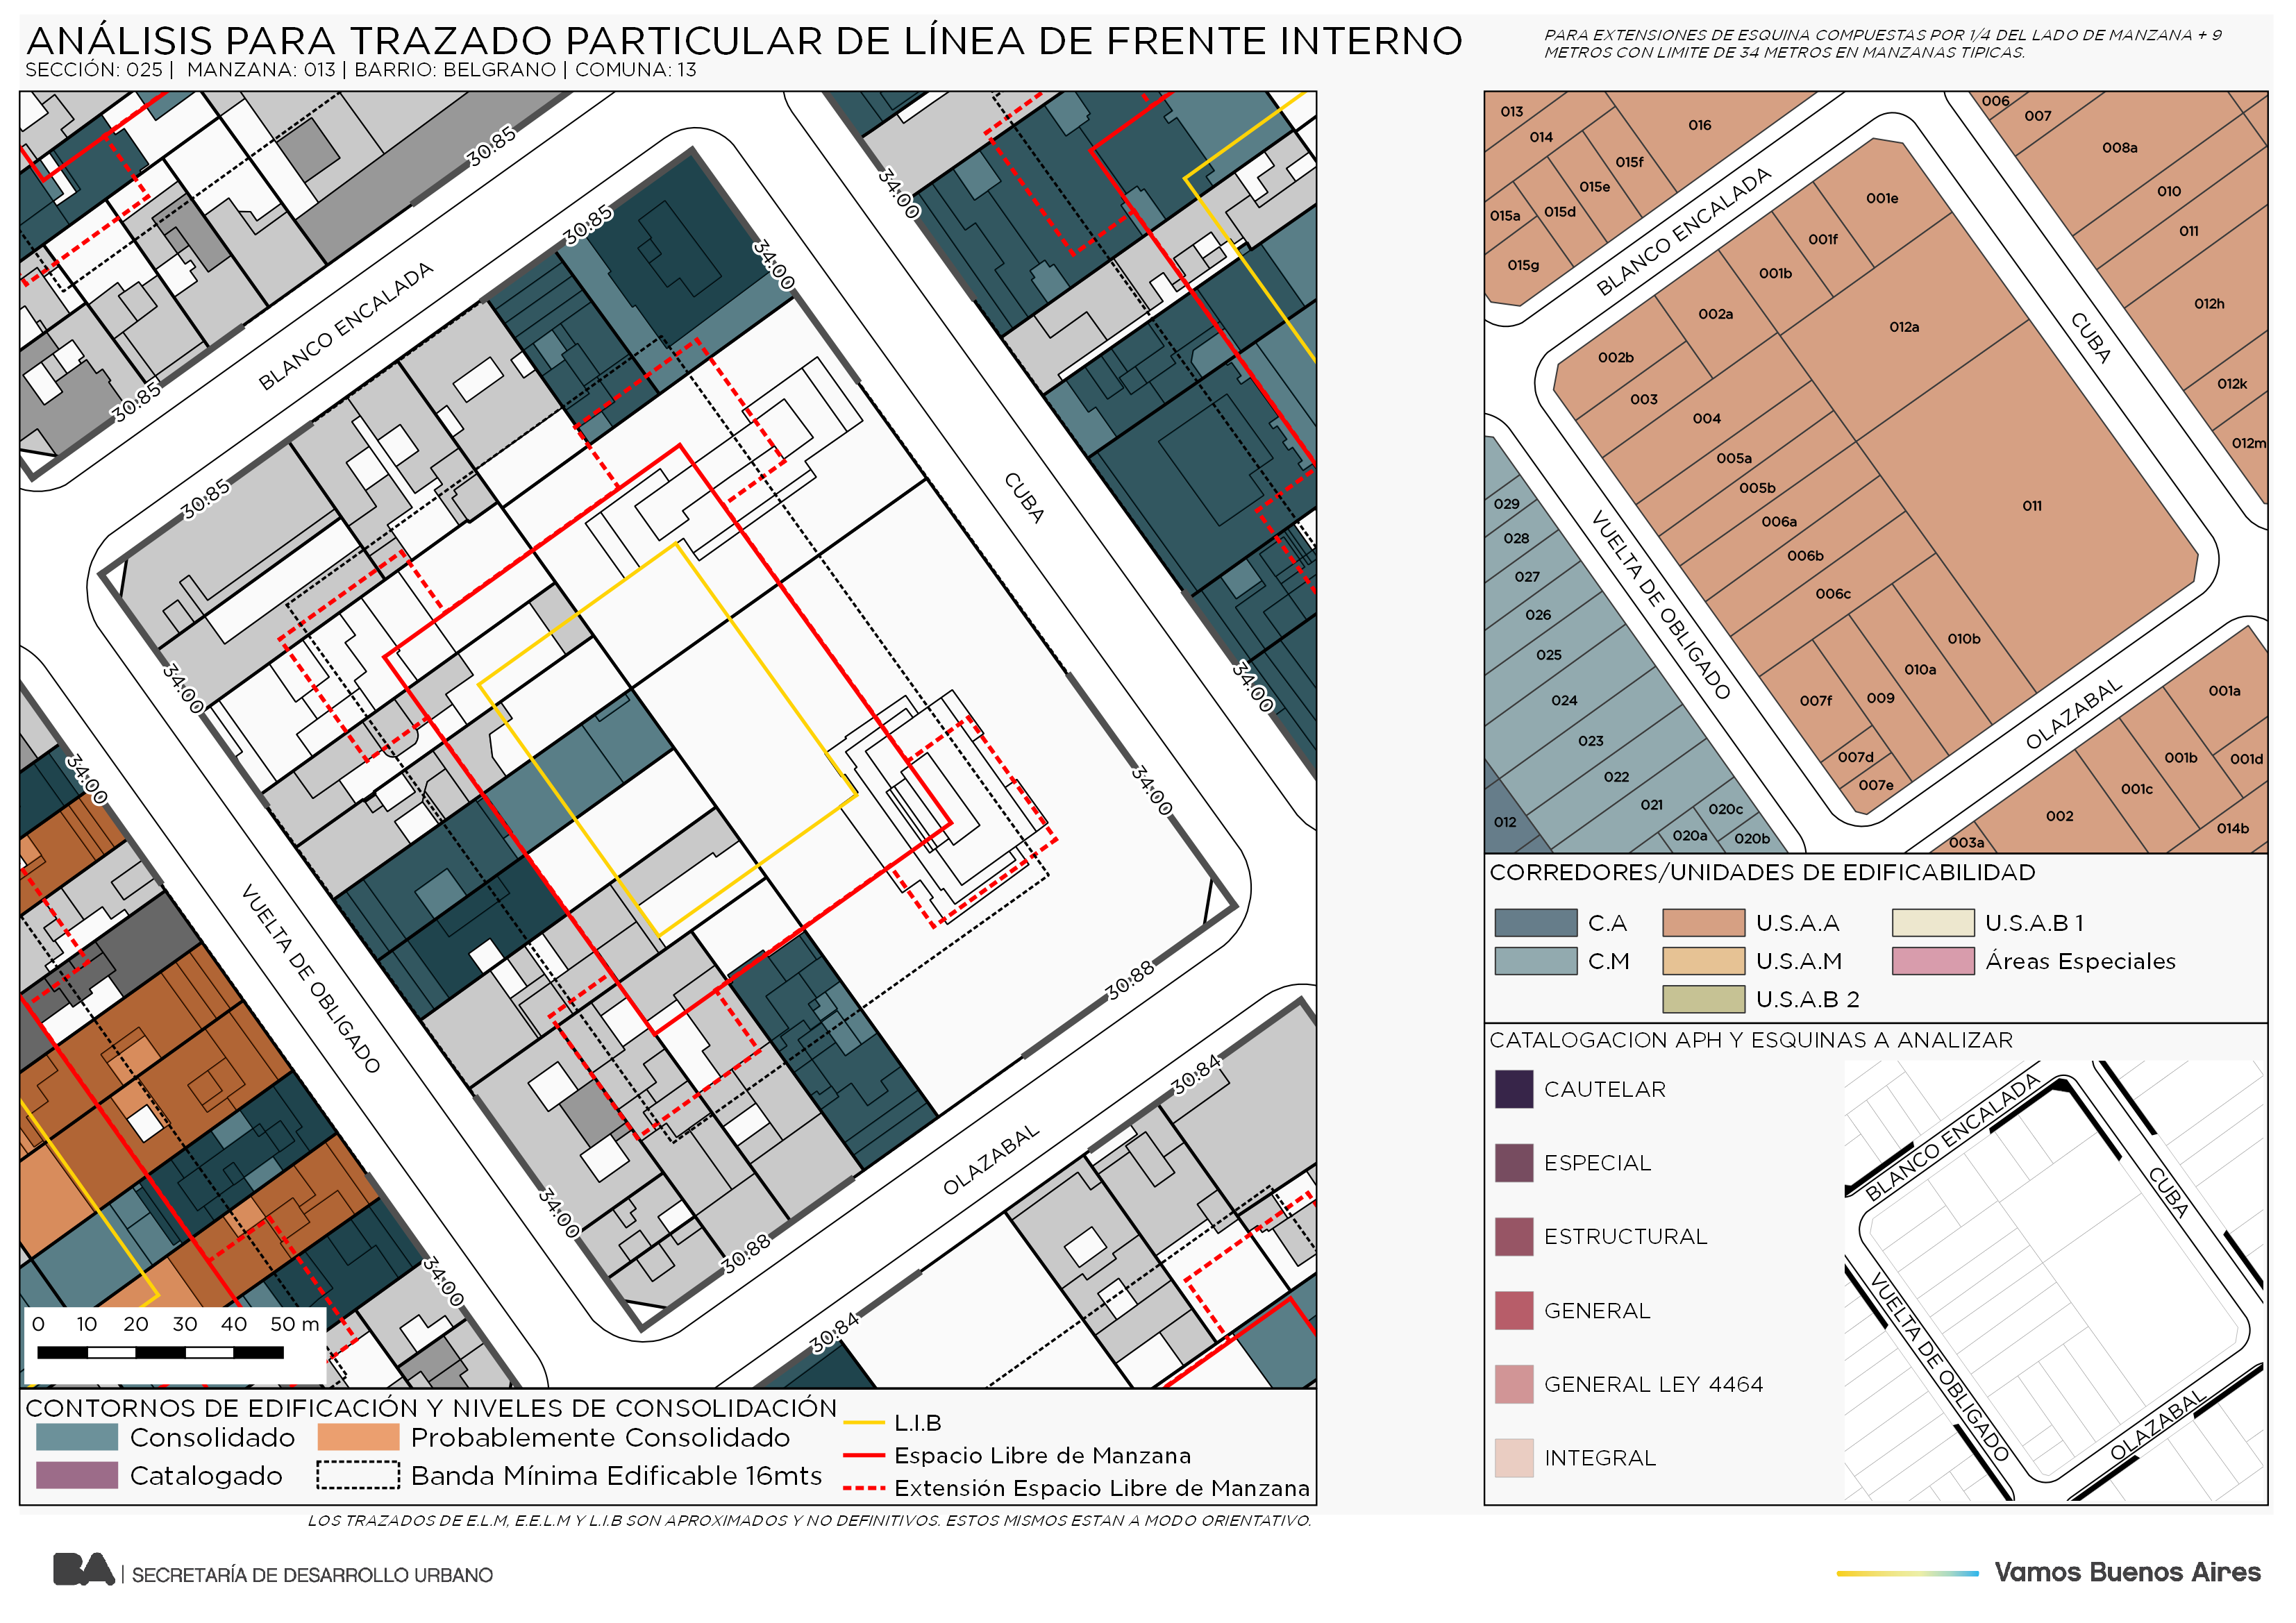 ANÁLISIS PARA TRAZADO PARTICULAR DE LÍNEA DE FRENTE INTERNO
SECCIÓN: 025 | MANZANA: 013 | BARRIO: BELGRANO | COMUNA: 13
PARA EXTENSIONES DE ESQUINA COMPUESTAS POR 1/4 DEL LADO DE MANZANA + 9
METROS CON LIMITE DE 34 METROS EN MANZANAS TIPICAS.
30.85
30.85
30.85
30.85
34.00
34.00
BLANCO ENCALADA
CUBA
34.00
34.00
34.00
34.00
VUELTA DE OBLIGADO
30.88
30.84
OLAZABAL
34.00
30.88
34.00
30.84
0 10 20 30 40 50 m
CONTORNOS DE EDIFICACIÓN Y NIVELES DE CONSOLIDACIÓN
Consolidado
Probablemente Consolidado
Catalogado
Banda Mínima Edificable 16mts
L.I.B
Espacio Libre de Manzana
Extensión Espacio Libre de Manzana
LOS TRAZADOS DE E.L.M, E.E.L.M Y L.I.B SON APROXIMADOS Y NO DEFINITIVOS. ESTOS MISMOS ESTAN A MODO ORIENTATIVO.
013
014
016
015f
015e
015a
015d
015g
006
007
008a
010
011
012h
012k
012m
BLANCO ENCALADA
CUBA
001e
001f
001b
002a
012a
002b
003
004
005a
005b
006a
006b
006c
011
010b
010a
009
007f
007d
007e
029
028
027
026
025
024
023
022
021
020c
020a
020b
012
VUELTA DE OBLIGADO
OLAZABAL
001a
001b
001d
001c
002
014b
003a
CORREDORES/UNIDADES DE EDIFICABILIDAD
C.A
U.S.A.A
U.S.A.B 1
C.M
U.S.A.M
Áreas Especiales
U.S.A.B 2
CATALOGACION APH Y ESQUINAS A ANALIZAR
CAUTELAR
ESPECIAL
ESTRUCTURAL
GENERAL
GENERAL LEY 4464
INTEGRAL
BLANCO ENCALADA
CUBA
VUELTA DE OBLIGADO
OLAZABAL
BA | SECRETARÍA DE DESARROLLO URBANO
Vamos Buenos Aires